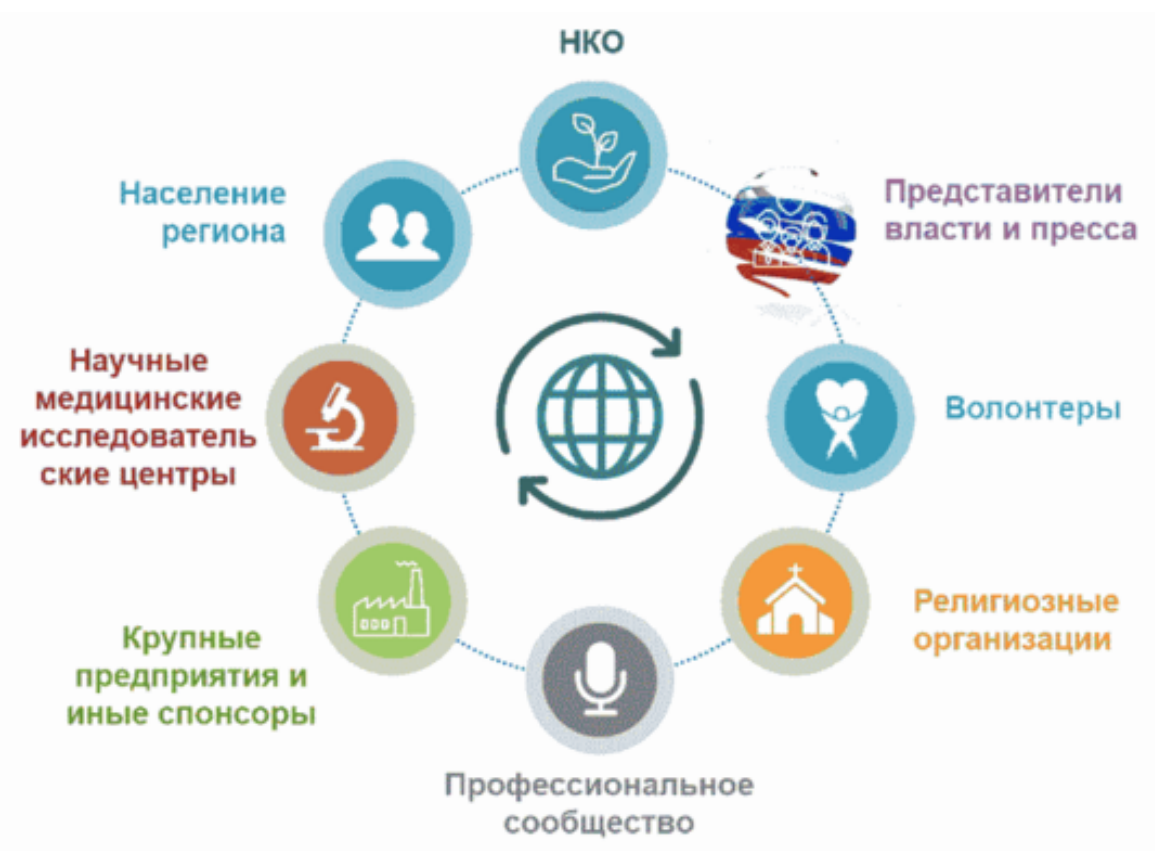 НКО
Представители
власти и пресса
Волонтеры
Религиозные
организации
Профессиональное
сообщество
Крупные
предприятия и
иные спонсоры
Научные
медицинские
исследователь
ские центры
Население
региона